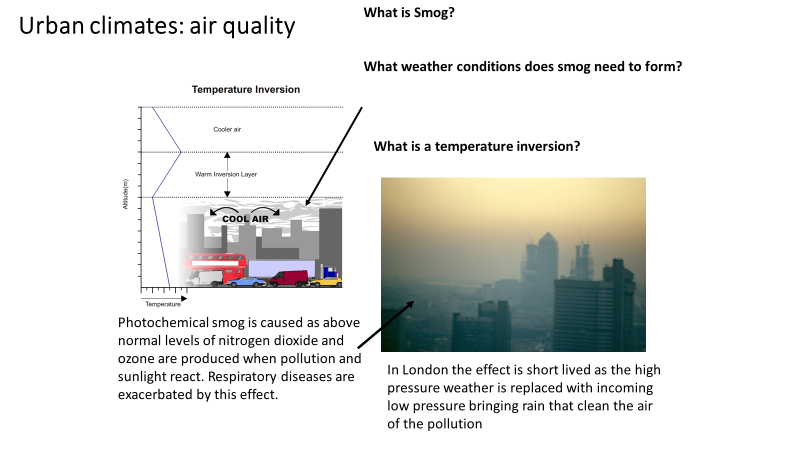 Urban climates: air quality
What is Smog?
What weather conditions does smog need to form?
Temperature Inversion
Cooler air
Warm Inversion Layer
Altitude(m)
COOL AIR
Temperature
What is a temperature inversion?
Photochemical smog is caused as above
normal levels of nitrogen dioxide and
ozone are produced when pollution and
sunlight react. Respiratory diseases are
exacerbated by this effect.
In London the effect is short lived as the high
pressure weather is replaced with incoming
low pressure bringing rain that clean the air
of the pollution